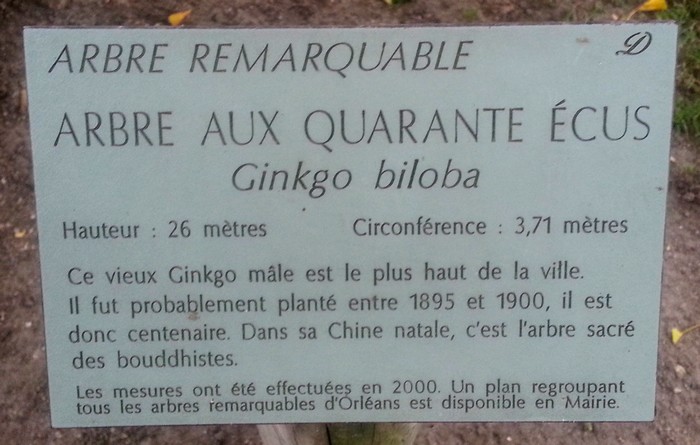 ARBRE REMARQUABLE
D
ARBRE AUX QUARANTE ÉCUS
Ginkgo biloba
Hauteur : 26 mètres Circonférence : 3,71 mètres
Ce vieux Ginkgo mâle est le plus haut de la ville.
Il fut probablement planté entre 1895 et 1900, il est
donc centenaire. Dans sa Chine natale, c'est l'arbre sacré
des bouddhistes.
Les mesures ont été effectuées en 2000. Un plan regroupant
tous les arbres remarquables d'Orléans est disponible en Mairie.